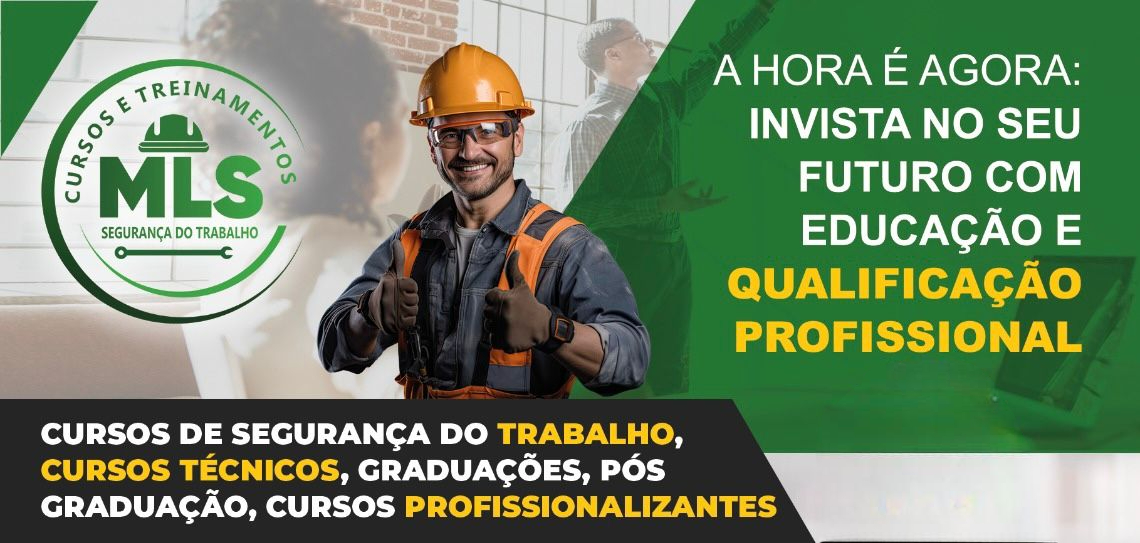 CURSOS E TREINAMENTOS
MLS
SEGURANÇA DO TRABALHO
A HORA É AGORA:
INVISTA NO SEU
FUTURO COM
EDUCAÇÃO E
QUALIFICAÇÃO
PROFISSIONAL
CURSOS DE SEGURANÇA DO TRABALHO,
CURSOS TÉCNICOS, GRADUAÇÕES, PÓS
GRADUAÇÃO, CURSOS PROFISSIONALIZANTES